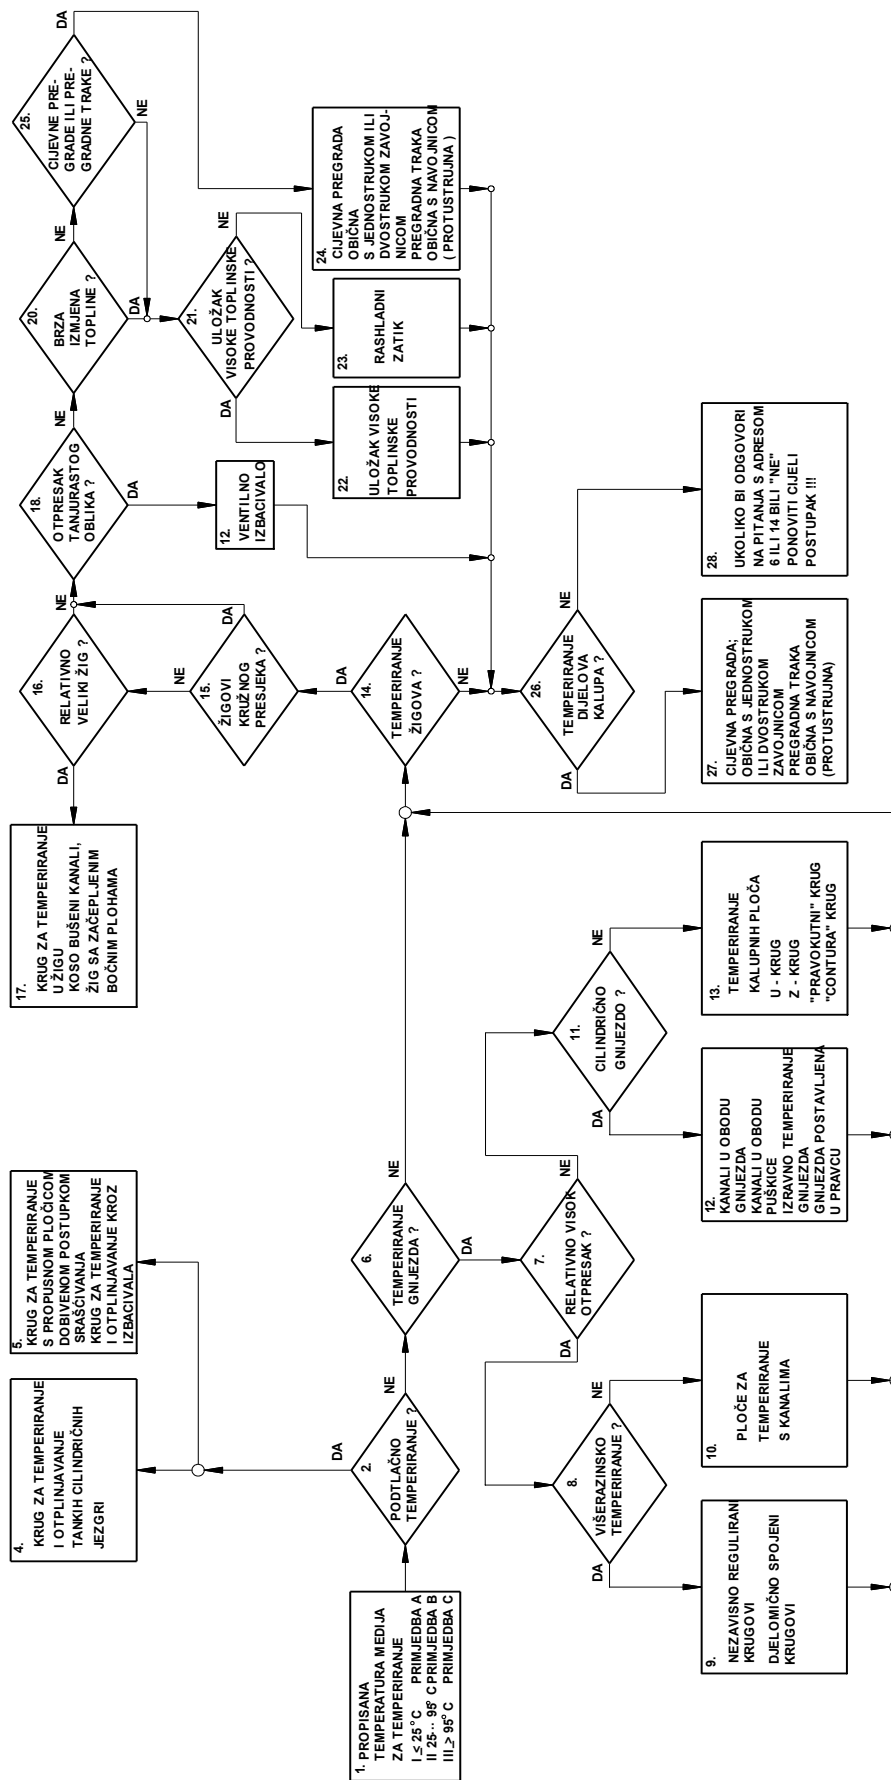 1. PROPISANA
TEMPERATURA MEDIJA
ZA TEMPERIRANJE
I ≤ 25° C PRIMJEDBA A
II 25··· 95° C PRIMJEDBA B
III ≥ 95° C PRIMJEDBA C
2.
PODTLAČNO
TEMPERIRANJE ?
DA
NE
4.
KRUG ZA TEMPERIRANJE
I OTPLINJAVANJE
TANKIH CILINDRIČNIH
JEZGRI
5.
KRUG ZA TEMPERIRANJE
S PROPUSNOM PLOČICOM
DOBIVENOM POSTUPKOM
SRAŠĆIVANJA
KRUG ZA TEMPERIRANJE
I OTPLINJAVANJE KROZ
IZBACIVALA
6.
TEMPERIRANJE
GNIJEZDA ?
NE
DA
7.
RELATIVNO VISOK
OTPRESAK ?
DA
NE
8.
VIŠERAZINSKO
TEMPERIRANJE ?
DA
NE
9.
NEZAVISNO REGULIRANI
KRUGOVI
DJELOMIČNO SPOJENI
KRUGOVI
10.
PLOČE ZA
TEMPERIRANJE
S KANALIMA
11.
CILINDRIČNO
GNIJEZDO ?
DA
NE
12.
KANALI U OBODU
GNIJEZDA
KANALI U OBODU
PUŠKICE
IZRAVNO TEMPERIRANJE
GNIJEZDA
GNIJEZDA POSTAVLJENA
U PRAVCU
13.
TEMPERIRANJE
KALUPNIH PLOČA
U - KRUG
Z - KRUG
"PRAVOKUTNI" KRUG
"CONTURA" KRUG
14.
TEMPERIRANJE
ŽIGOVA ?
DA
NE
15.
ŽIGOVI
KRUŽNOG
PRESJEKA ?
NE
DA
16.
RELATIVNO
VELIKI ŽIG ?
DA
NE
17.
KRUG ZA TEMPERIRANJE
U ŽIGU
KOSO BUŠENI KANALI,
ŽIG SA ZAČEPLJENIM
BOČNIM PLOHAMA
18.
OTPRESAK
TANJURASTOG
OBLIKA ?
NE
DA
12.
VENTILNO
IZBACIVALO
20.
BRZA
IZMJENA
TOPLINE ?
NE
DA
21.
ULOŽAK
VISOKE TOPLINSKE
PROVODNOSTI ?
DA
NE
22.
ULOŽAK VISOKE
TOPLINSKE
PROVODNOSTI
23.
RASHLADNI
ZATIK
24.
CIJEVNA PREGRADA
OBIČNA
S JEDNOSTRUKOM ILI
DVOSTRUKOM ZAVOJ-
NICOM
PREGRADNA TRAKA
OBIČNA S NAVOJNICOM
( PROTUSTRUJNA )
25.
CIJEVNE PRE-
GRADE ILI PRE-
GRADNE TRAKE ?
DA
NE
26.
TEMPERIRANJE
DIJELOVA
KALUPA ?
DA
NE
27.
CIJEVNA PREGRADA;
OBIČNA S JEDNOSTRUKOM
ILI DVOSTRUKOM
ZAVOJNICOM
PREGRADNA TRAKA
OBIČNA S NAVOJNICOM
(PROTUSTRUJNA)
28.
UKOLIKO BI ODGOVORI
NA PITANJA S ADRESOM
6 ILI 14 BILI "NE"
PONOVITI CIJELI
POSTUPAK !!!